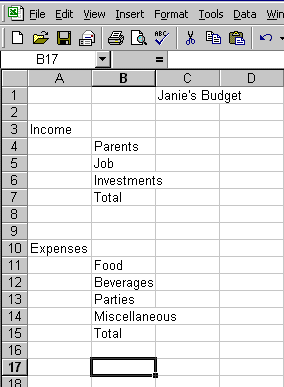 File Edit View Insert Format Tools
ABC
B17 =
A B C D
1 Janie's Budget
2
3 Income
4 Parents
5 Job
6 Investments
7 Total
8
9
10 Expenses
11 Food
12 Beverages
13 Parties
14 Miscellaneous
15 Total
16
17
18